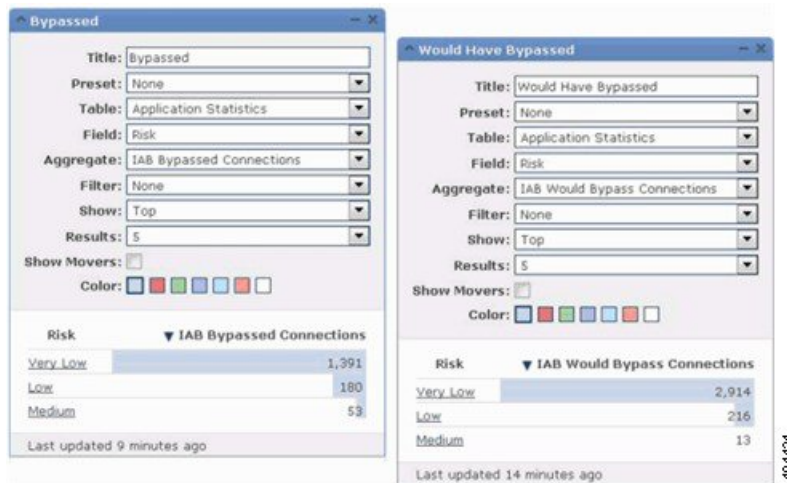 Bypassed
Title: Bypassed
Preset: None
Table: Application Statistics
Field: Risk
Aggregate: IAB Bypassed Connections
Filter: None
Show: Top
Results: 5
Show Movers:
Color:
Risk IAB Bypassed Connections
Very Low 1,391
Low 180
Medium 53
Last updated 9 minutes ago
Would Have Bypassed
Title: Would Have Bypassed
Preset: None
Table: Application Statistics
Field: Risk
Aggregate: IAB Would Bypass Connections
Filter: None
Show: Top
Results: 5
Show Movers:
Color:
Risk IAB Would Bypass Connections
Very Low 2,914
Low 216
Medium 13
Last updated 14 minutes ago